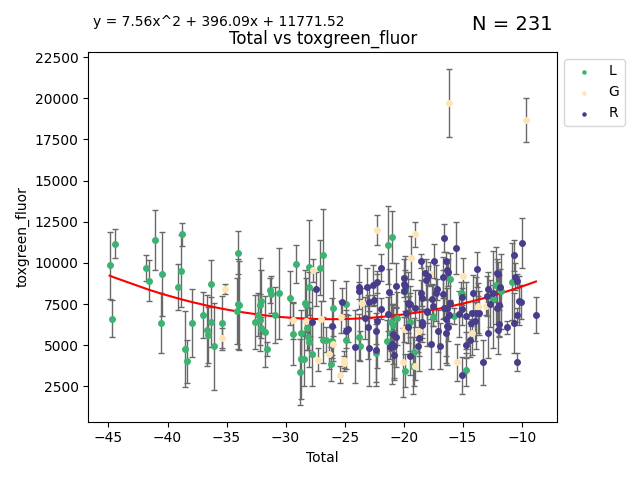 y = 7.56x^2 + 396.09x + 11771.52
N = 231
Total vs toxgreen_fluor
22500
20000
17500
15000
12500
10000
7500
5000
2500
toxgreen_fluor
−45 −40 −35 −30 −25 −20 −15 −10
Total
L
G
R